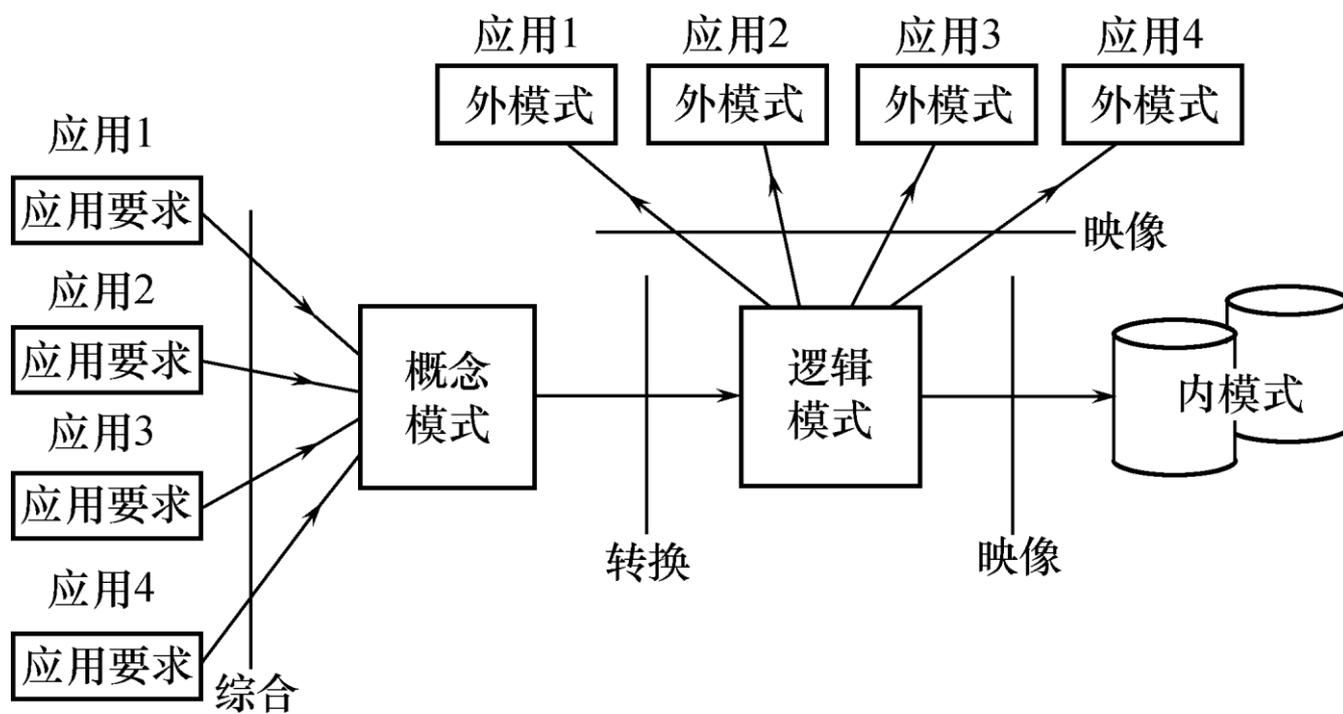 应用1
应用2
应用3
应用4
外模式
外模式
外模式
外模式
应用1
应用要求
映像
应用2
应用要求
概念
模式
逻辑
模式
内模式
应用3
应用要求
转换
映像
应用4
应用要求
综合